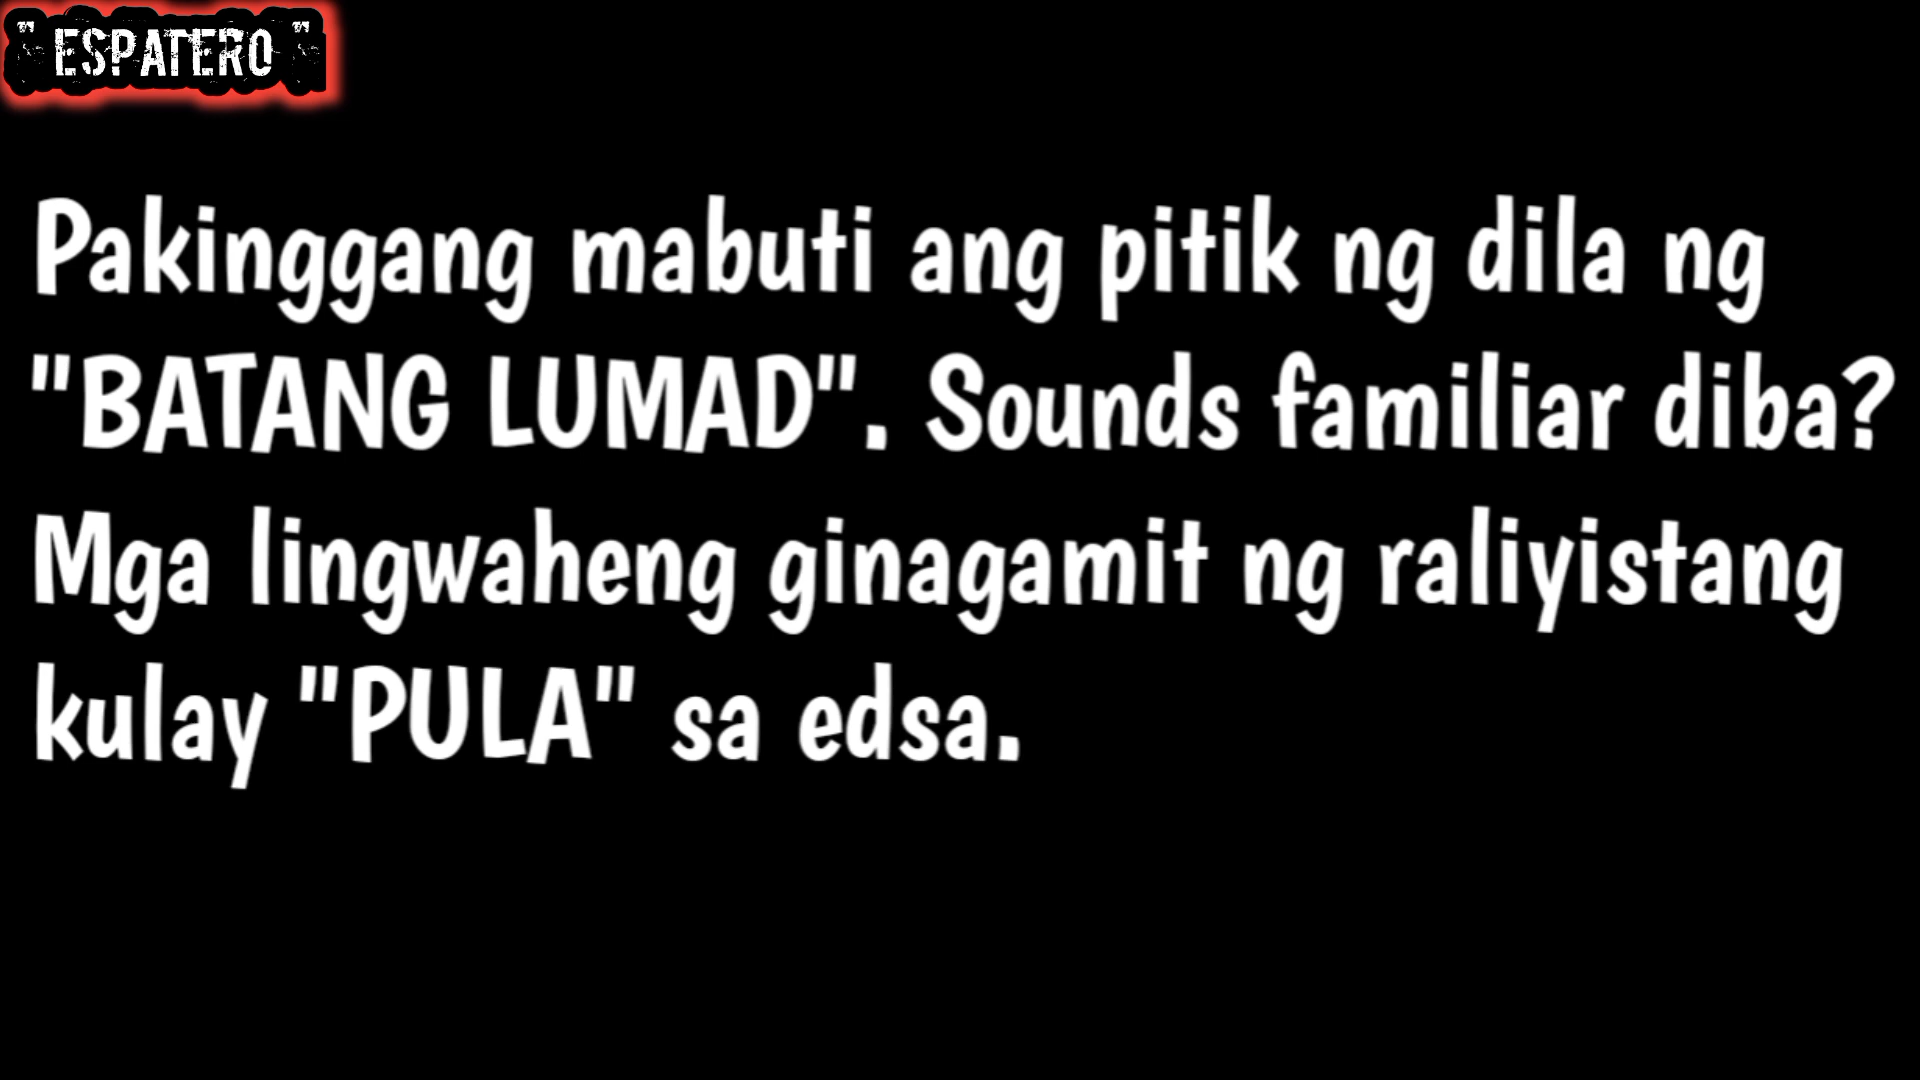 " ESPATERO "
Pakinggang mabuti ang pitik ng dila ng
"BATANG LUMAD". Sounds familiar diba?
Mga lingwaheng ginagamit ng raliyistang
kulay "PULA" sa edsa.